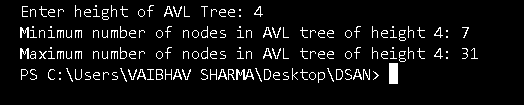 Enter height of AVL Tree: 4
Minimum number of nodes in AVL tree of height 4: 7
Maximum number of nodes in AVL tree of height 4: 31
PS C:\Users\VAIBHAV SHARMA\Desktop\DSAN>